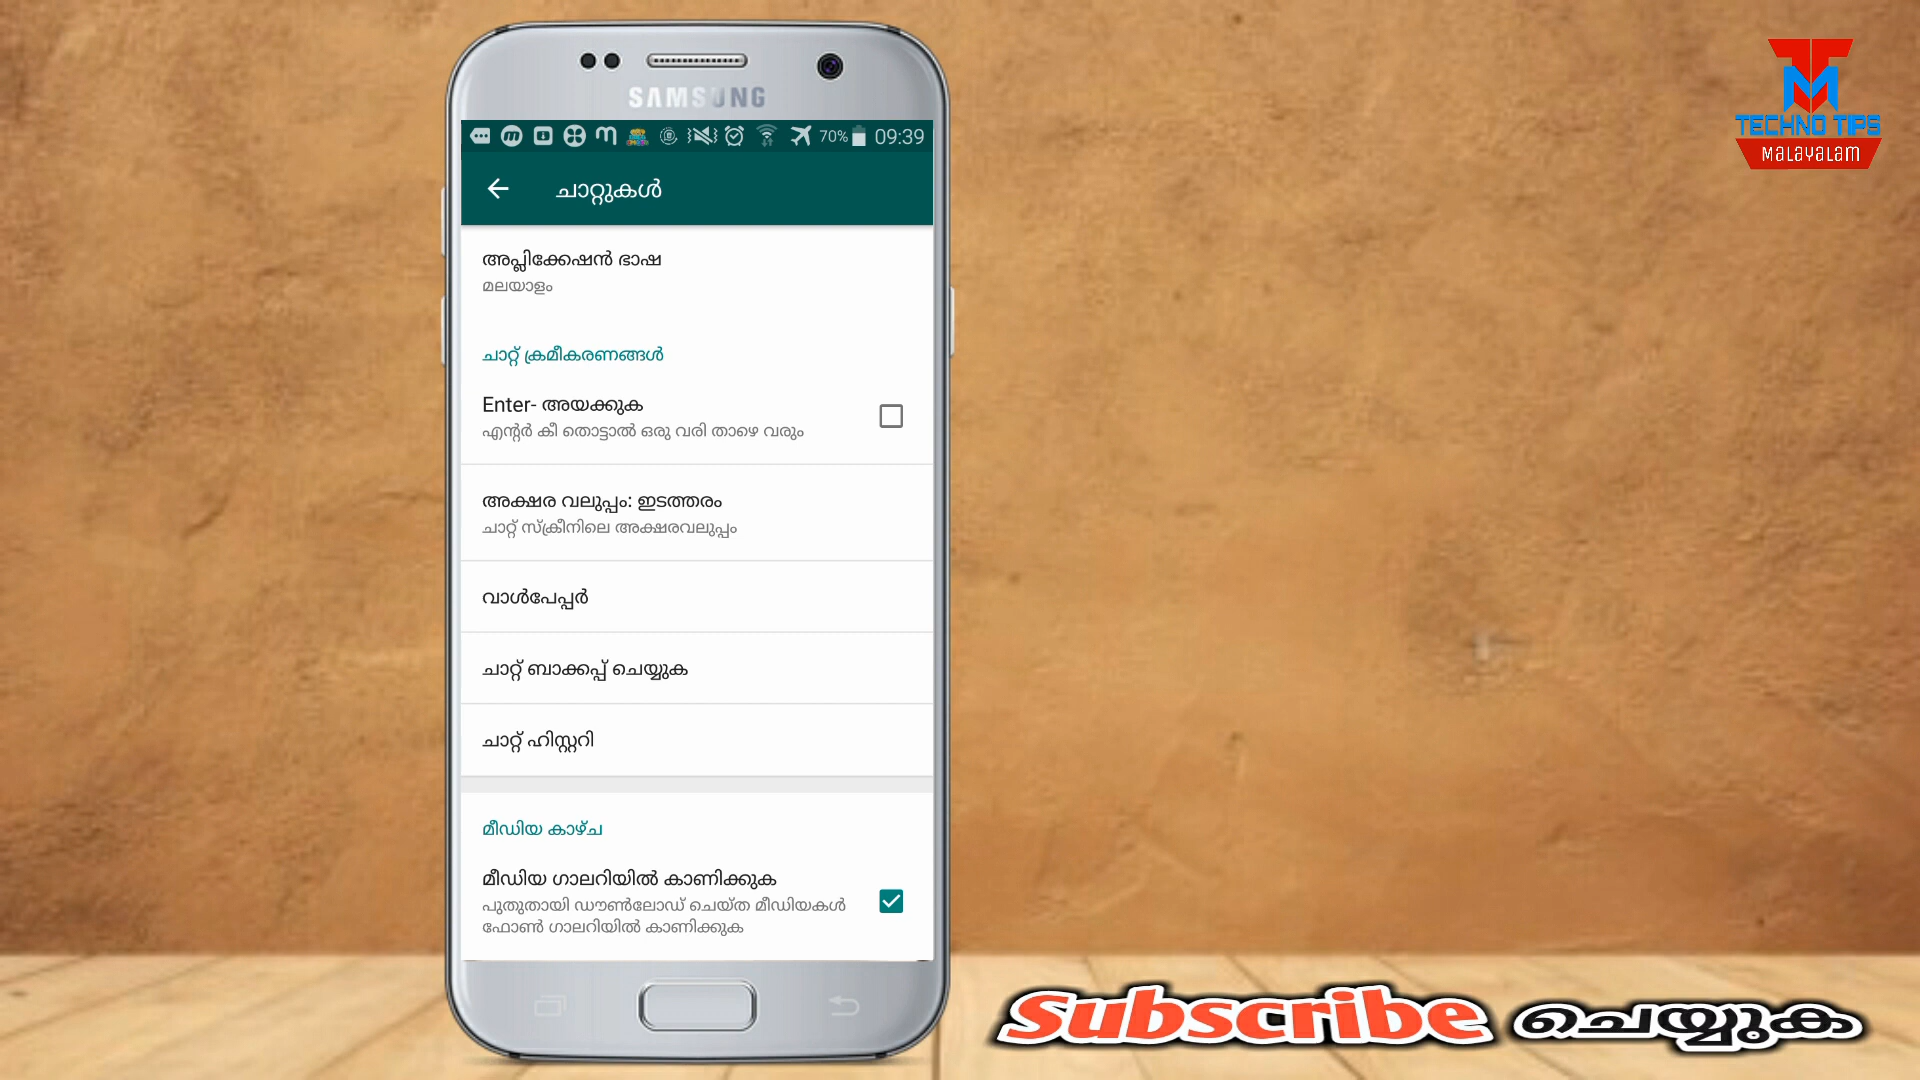 SAMSUNG
70% 09:39
ചാറ്റുകൾ
അപ്ലിക്കേഷൻ ഭാഷ
മലയാളം
ചാറ്റ് ക്രമീകരണങ്ങൾ
Enter- അയക്കുക
എന്റർ കീ തൊട്ടാൽ ഒരു വരി താഴെ വരും
അക്ഷര വലുപ്പം: ഇടത്തരം
ചാറ്റ് സ്ക്രീനിലെ അക്ഷരവലുപ്പം
വാൾപേപ്പർ
ചാറ്റ് ബാക്കപ്പ് ചെയ്യുക
ചാറ്റ് ഹിസ്റ്ററി
മീഡിയ കാഴ്ച
മീഡിയ ഗാലറിയിൽ കാണിക്കുക
പുതുതായി ഡൗൺലോഡ് ചെയ്ത മീഡിയകൾ
ഫോൺ ഗാലറിയിൽ കാണിക്കുക
TM
TECHNO TIPS
MALAYALAM
Subscribe ചെയ്യുക